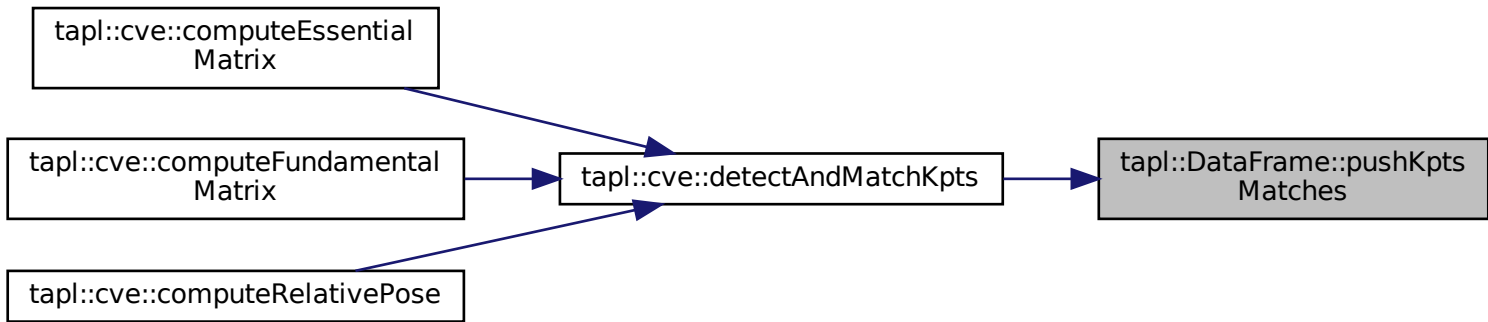 tapl::cve::computeEssential
Matrix
tapl::cve::computeFundamental
Matrix
tapl::cve::computeRelativePose
tapl::cve::detectAndMatchKpts
tapl::DataFrame::pushKpts
Matches